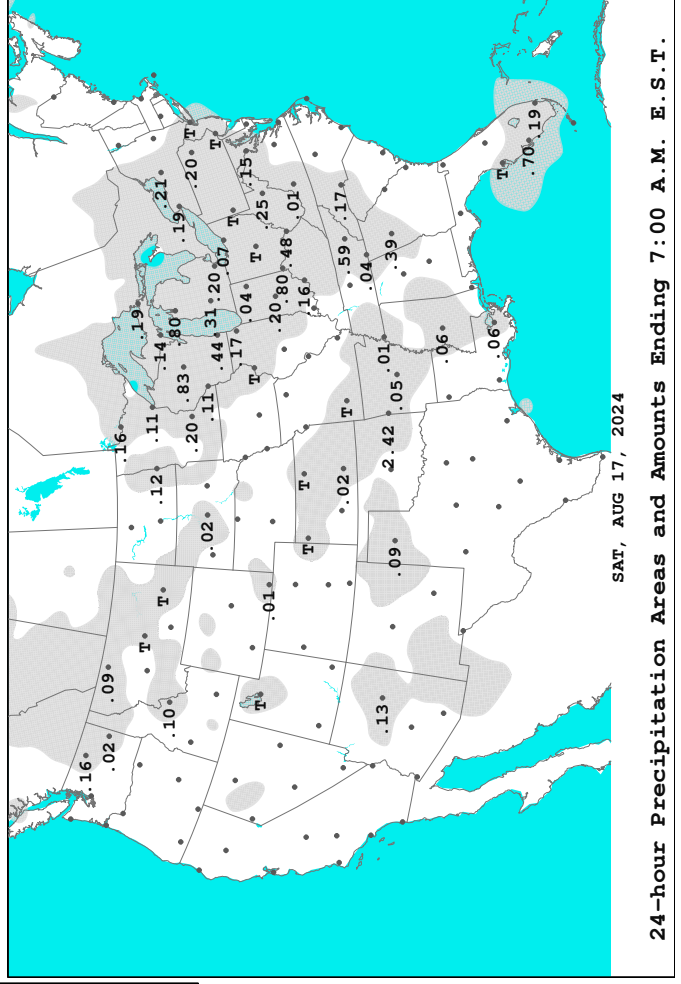 .16
.02 .09
.16
.19
T
.11
.12
.14 .21
T
.10
.80 .19
.83
T
.20 .20
.02 .11
.31 .20 T
.44 .07
T
.17
.04 .15
T T
T .25
.01
.20 .80 .48 .01
T T .16
.02 .59 .17
T
.04
.13 .01
2.42 .39
.09 .05
.06
.06
T
.70 .19
SAT, AUG 17, 2024
24-hour Precipitation Areas and Amounts Ending 7:00 A.M. E.S.T.